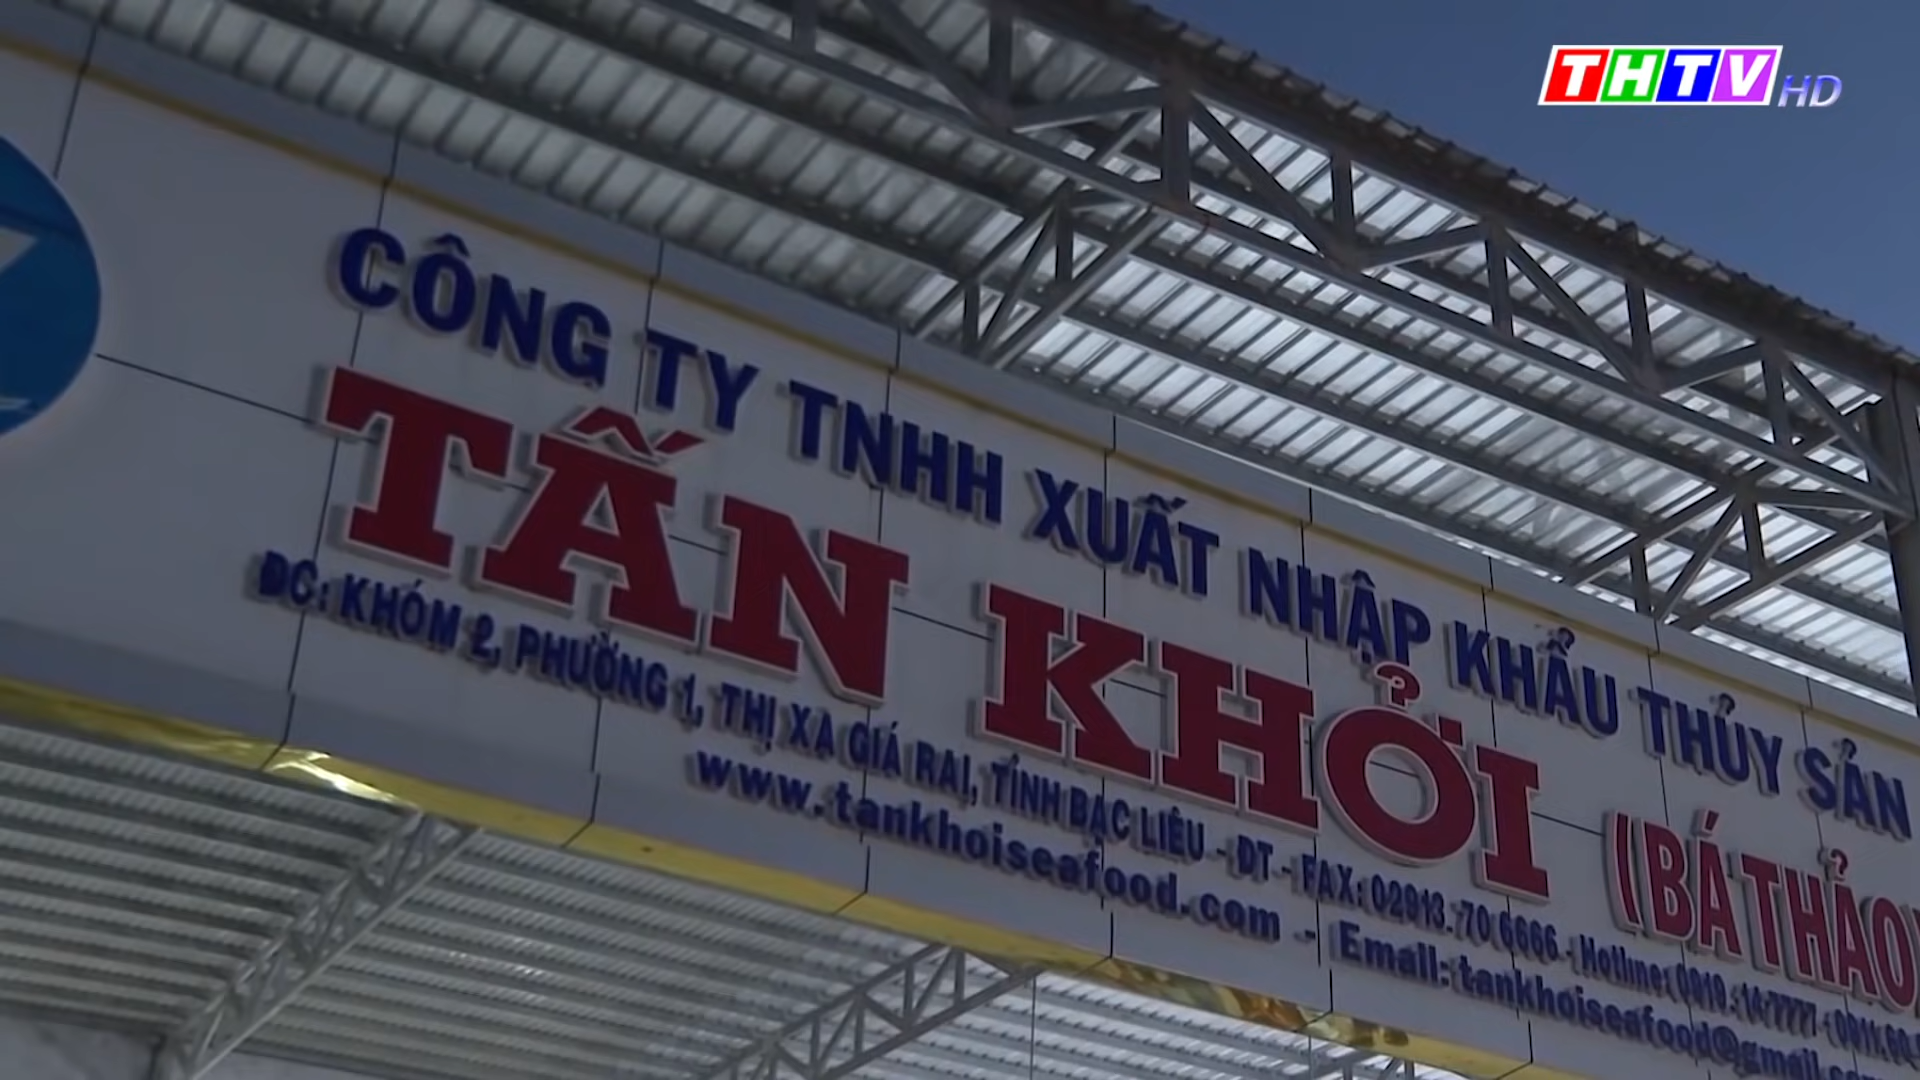 THTV HD
CÔNG TY TNHH XUẤT NHẬP KHẨU THỦY SẢN
TẤN KHỞI (BÁ THẢO)
ĐC: KHÓM 2, PHƯỜNG 1, THỊ XÃ GIÁ RAI, TỈNH BẠC LIÊU - ĐT - FAX: 02913. 70 6666 - Hotline: 0919 . 14 7777 - 0911.60.
www.tankhoiseafood.com - Email: tankhoiseafood@gmail.com